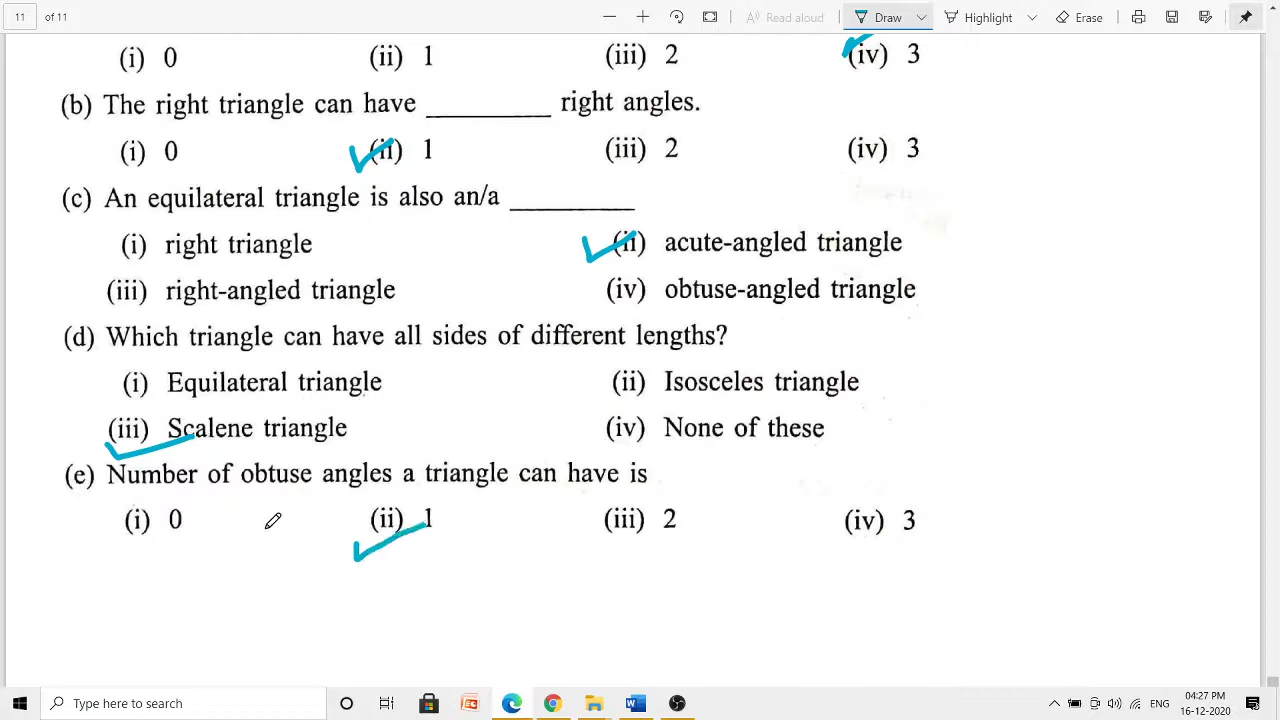 11 of 11 Read aloud Draw Highlight Erase
(i) 0 (ii) 1 (iii) 2 (iv) 3
(b) The right triangle can have __________ right angles.
(i) 0 (ii) 1 (iii) 2 (iv) 3
(c) An equilateral triangle is also an/a __________
(i) right triangle (ii) acute-angled triangle
(iii) right-angled triangle (iv) obtuse-angled triangle
(d) Which triangle can have all sides of different lengths?
(i) Equilateral triangle (ii) Isosceles triangle
(iii) Scalene triangle (iv) None of these
(e) Number of obtuse angles a triangle can have is
(i) 0 (ii) 1 (iii) 2 (iv) 3
Type here to search ENG 04:27 PM
16-12-2020